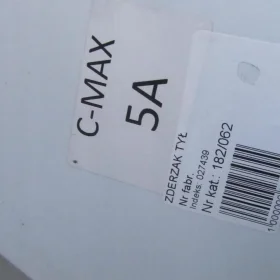 C-MAX
5A
ZDERZAK TYŁ
Nr fabr.
Indeks: 027439
Nr kat.: 182/062